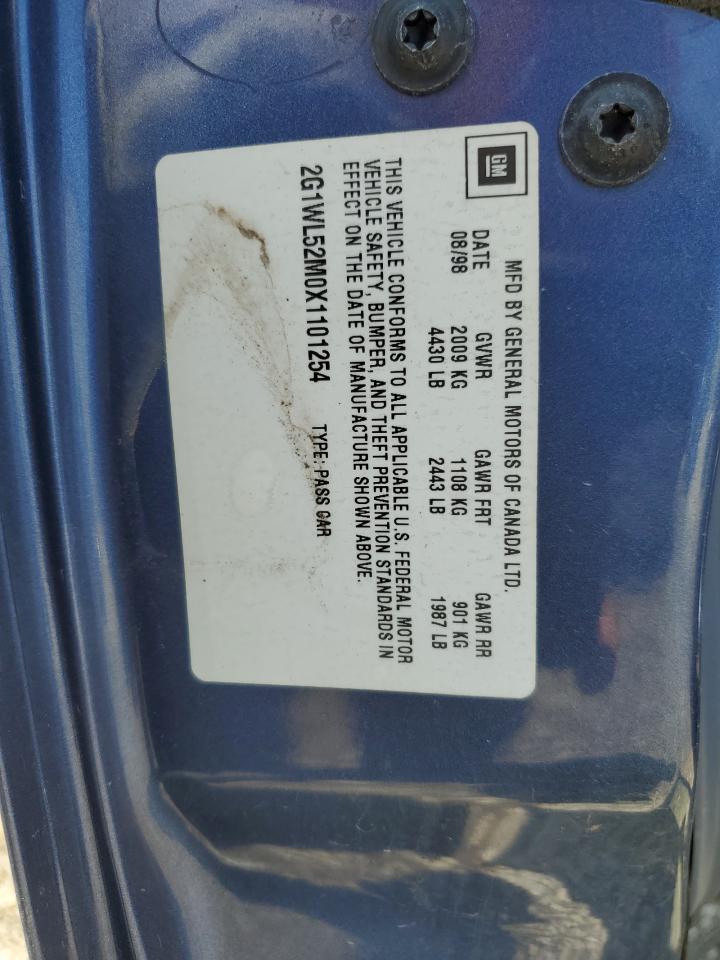 GM
MFD BY GENERAL MOTORS OF CANADA LTD.
DATE GVWR GAWR FRT GAWR RR
08/98 2009 KG 1108 KG 901 KG
4430 LB 2443 LB 1987 LB
THIS VEHICLE CONFORMS TO ALL APPLICABLE U.S. FEDERAL MOTOR
VEHICLE SAFETY, BUMPER, AND THEFT PREVENTION STANDARDS IN
EFFECT ON THE DATE OF MANUFACTURE SHOWN ABOVE.
2G1WL52M0X1101254 TYPE: PASS CAR